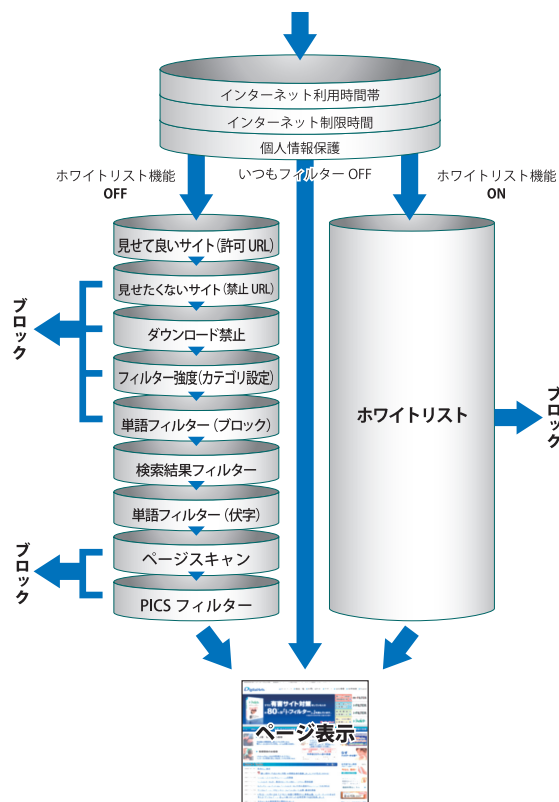 インターネット利用時間帯
インターネット制限時間
個人情報保護
ホワイトリスト機能
OFF
いつもフィルター OFF
ホワイトリスト機能
ON
見せて良いサイト(許可 URL)
見せたくないサイト(禁止 URL)
ダウンロード禁止
フィルター強度(カテゴリ設定)
単語フィルター(ブロック)
検索結果フィルター
単語フィルター(伏字)
ページスキャン
PICS フィルター
ブロック
ブロック
ホワイトリスト
ブロック
有害サイト対策
ページ表示